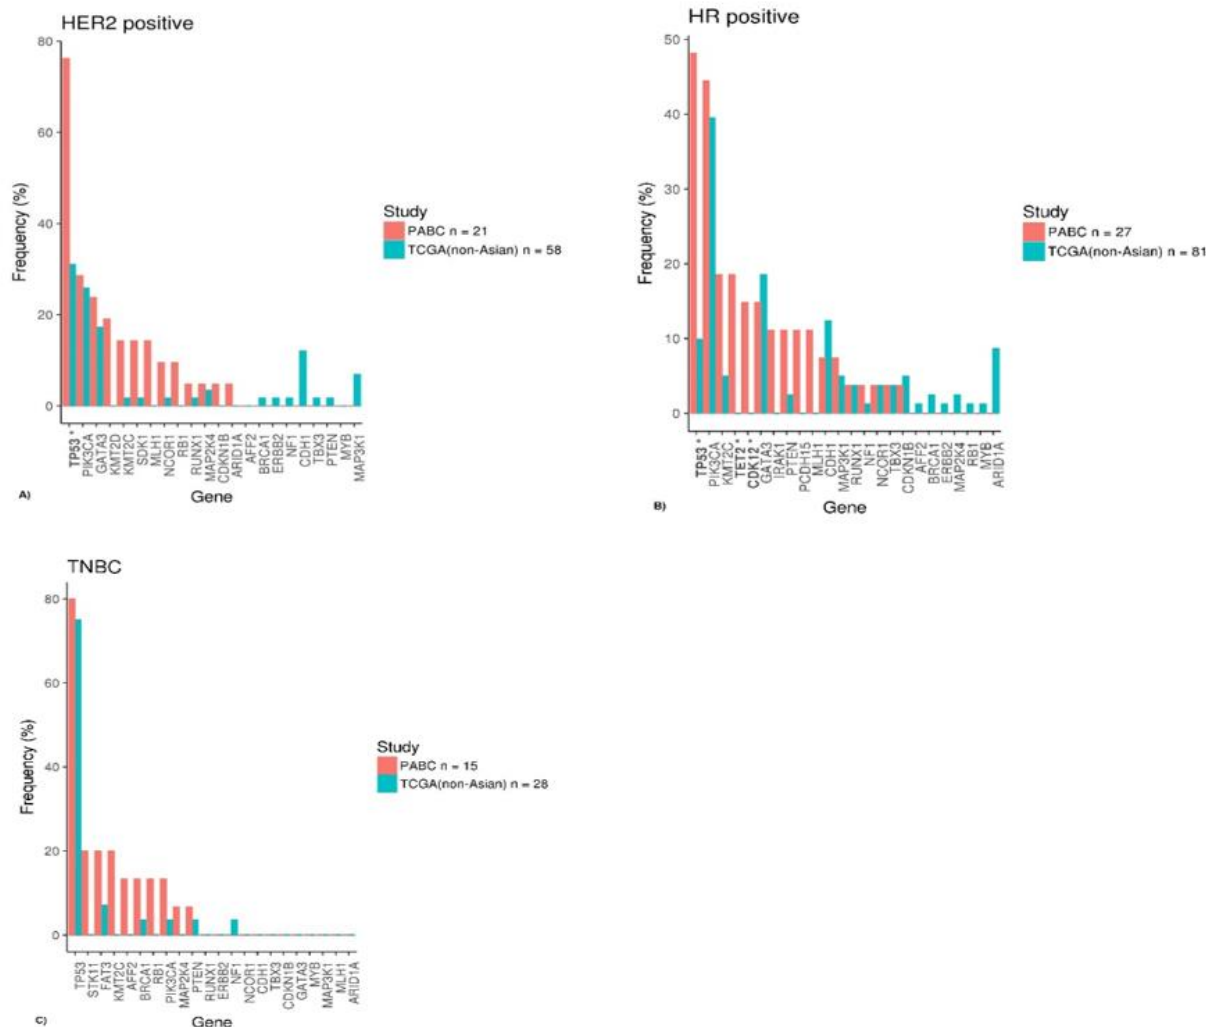 HER2 positive
80
60
40
20
0
Frequency (%)
TP53 *
PIK3CA
GATA3
KMT2D
KMT2C
SDK1
MLH1
NCOR1
RB1
RUNX1
MAP2K4
CDKN1B
ARID1A
AFF2
BRCA1
ERBB2
NF1
CDH1
TBX3
PTEN
MYB
MAP3K1
Gene
Study
PABC n = 21
TCGA(non-Asian) n = 58
A)
HR positive
50
40
30
20
10
0
Frequency (%)
TP53 *
PIK3CA
KMT2C
TET2 *
CDK12 *
GATA3
IRAK1
PTEN
PCDH15
MLH1
CDH1
MAP3K1
RUNX1
NF1
NCOR1
TBX3
CDKN1B
AFF2
BRCA1
ERBB2
MAP2K4
RB1
MYB
ARID1A
Gene
Study
PABC n = 27
TCGA(non-Asian) n = 81
B)
TNBC
80
60
40
20
0
Frequency (%)
TP53
STK11
FAT3
KMT2C
AFF2
BRCA1
RB1
PIK3CA
MAP2K4
PTEN
RUNX1
ERBB2
NF1
NCOR1
CDH1
TBX3
CDKN1B
GATA3
MYB
MAP3K1
MLH1
ARID1A
Gene
Study
PABC n = 15
TCGA(non-Asian) n = 28
C)